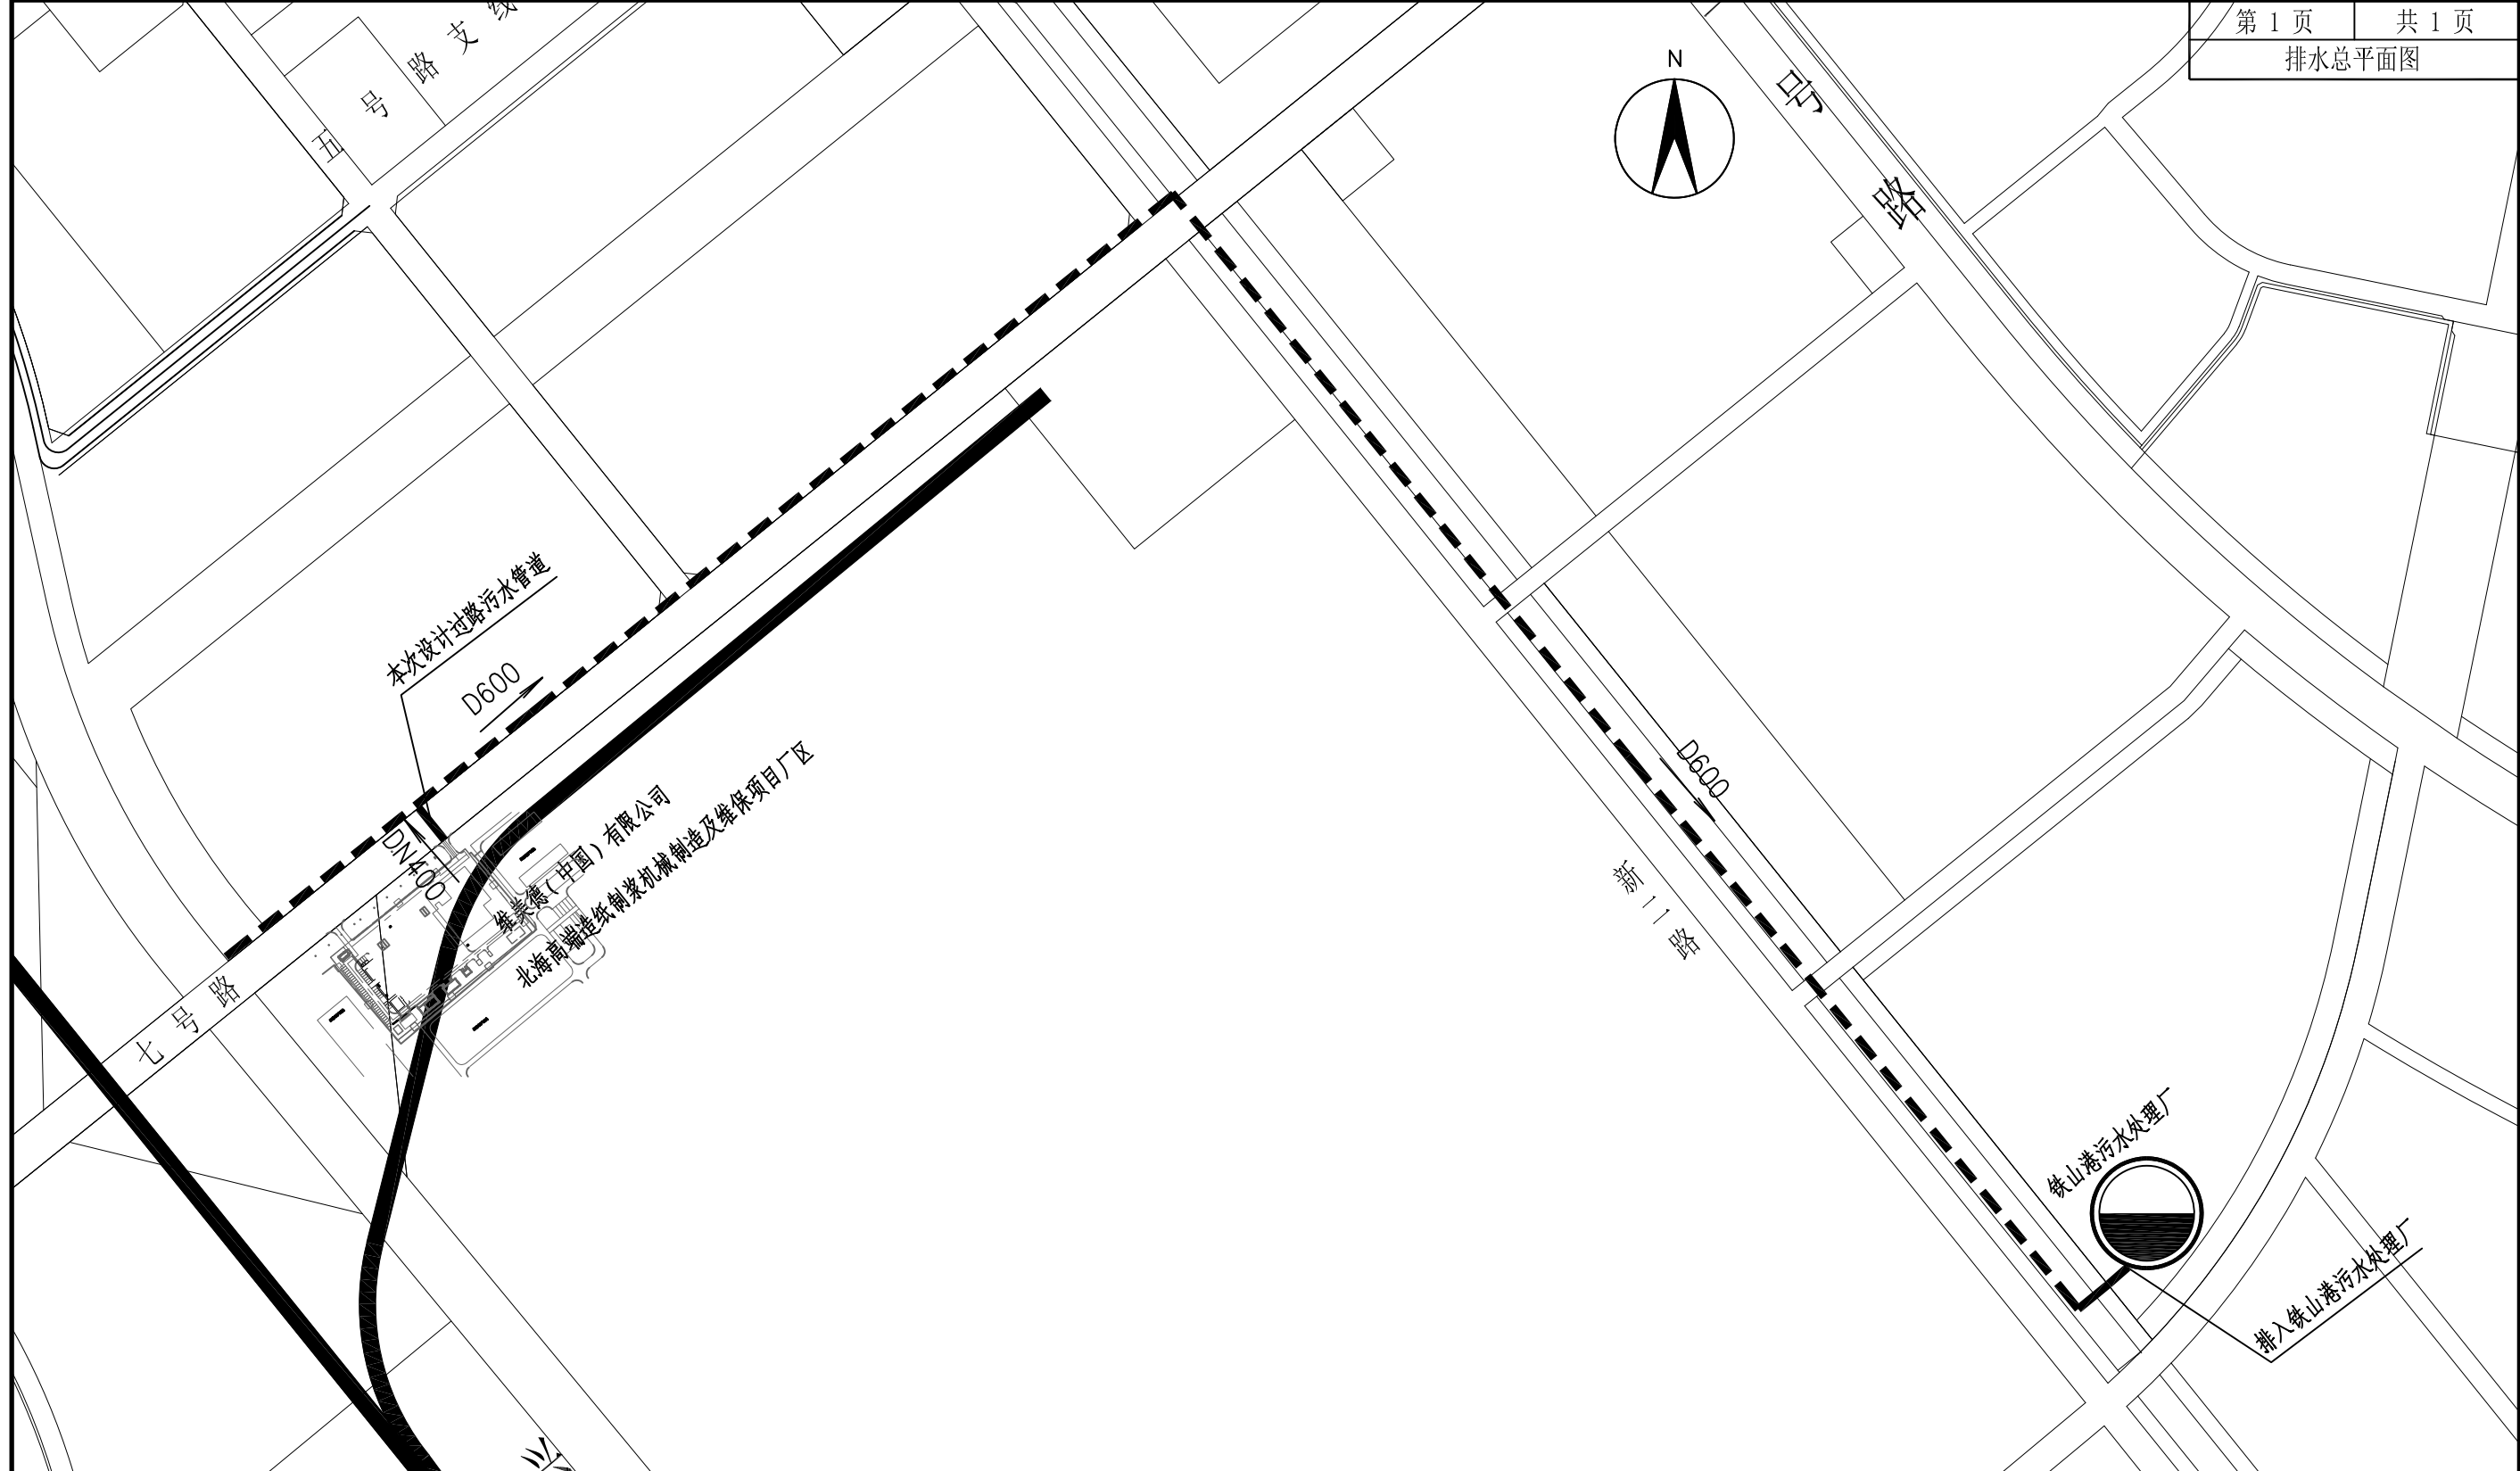 第 1 页 共 1 页
排水总平面图
五 号 路 支 线
N
号 路
本次设计过路污水管道
D600
DN400
维美德（中国）有限公司
北海高端造纸制浆机械制造及维保项目厂区
七 号 路
D600
新 一 一 路
铁山港污水处理厂
排入铁山港污水处理厂